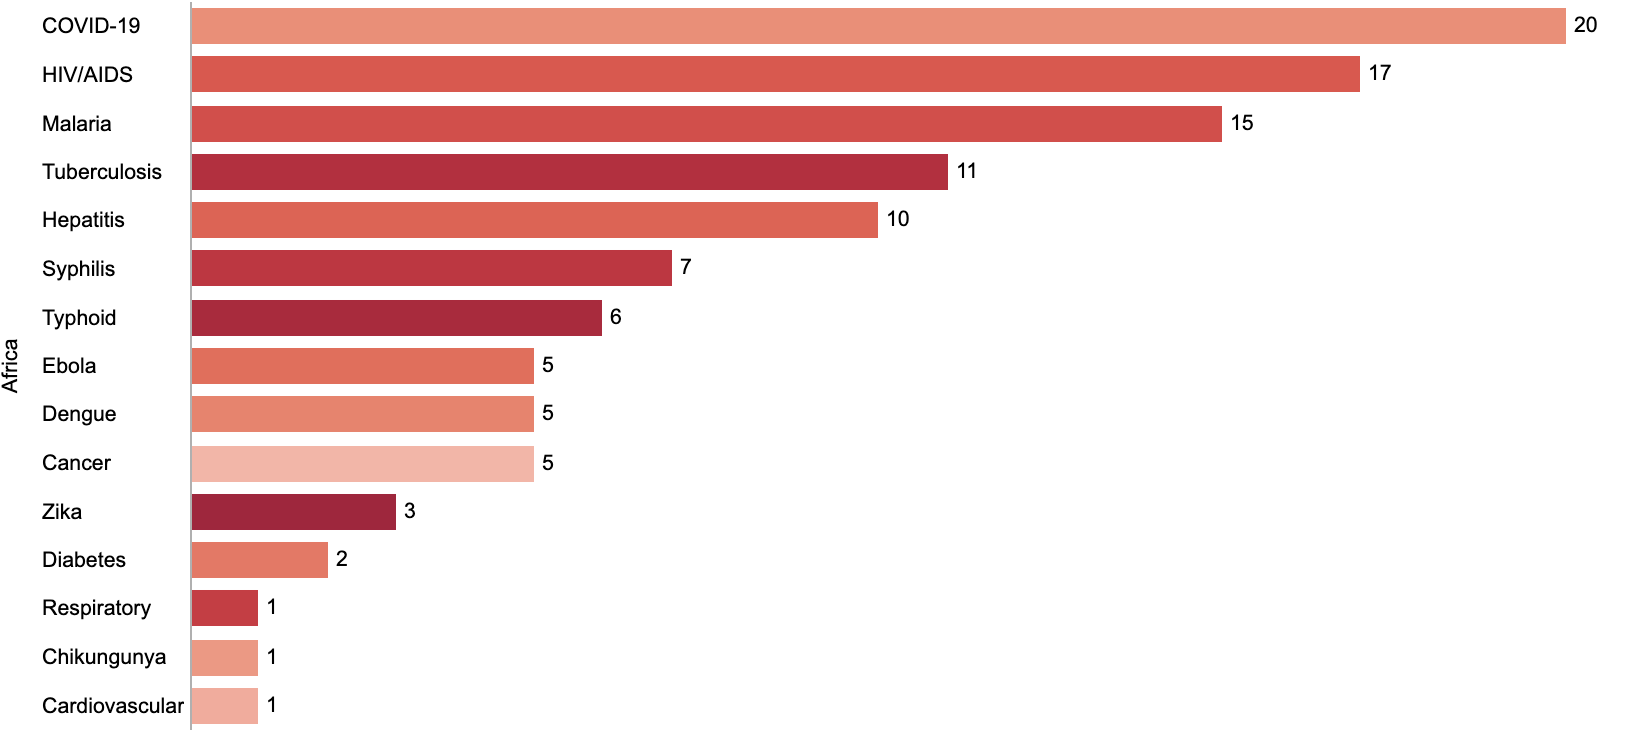 COVID-19 20
HIV/AIDS 17
Malaria 15
Tuberculosis 11
Hepatitis 10
Syphilis 7
Typhoid 6
Africa
Ebola 5
Dengue 5
Cancer 5
Zika 3
Diabetes 2
Respiratory 1
Chikungunya 1
Cardiovascular 1